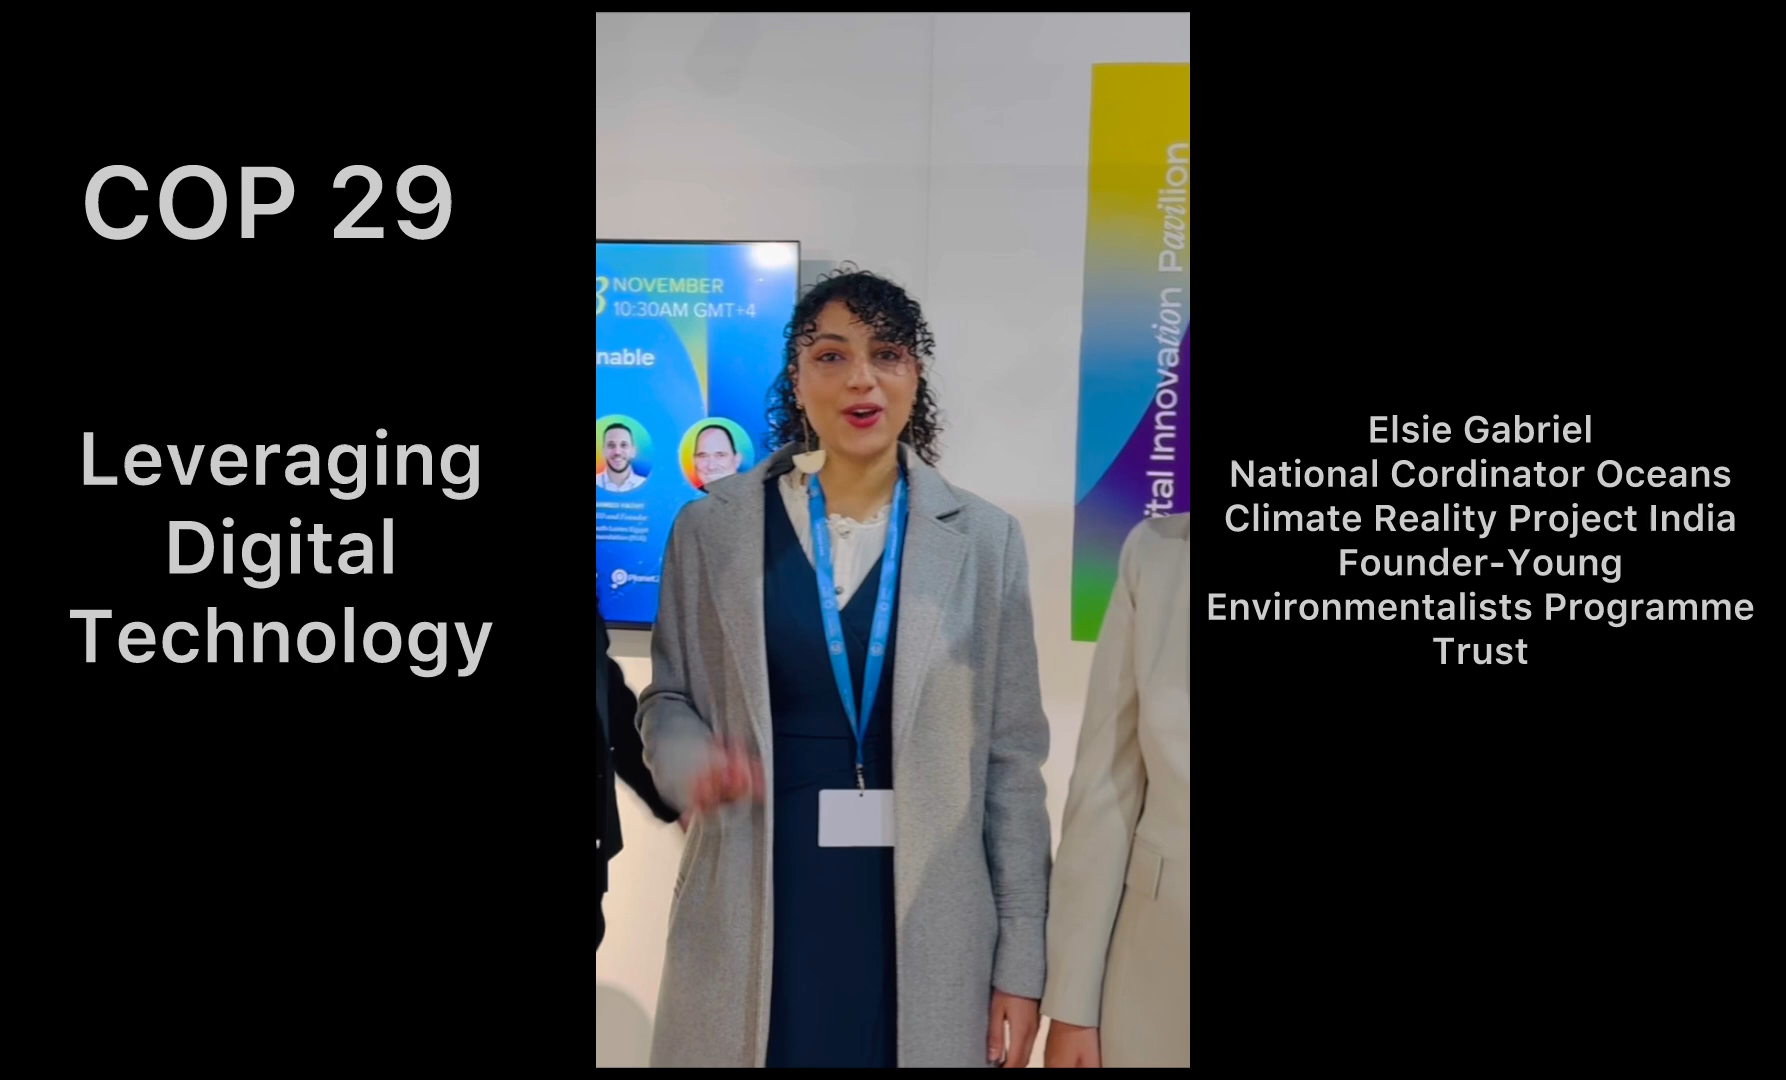 COP 29
Leveraging
Digital
Technology
NOVEMBER
10:30AM GMT+4
nable
Digital Innovation Pavilion
Elsie Gabriel
National Cordinator Oceans
Climate Reality Project India
Founder-Young
Environmentalists Programme
Trust